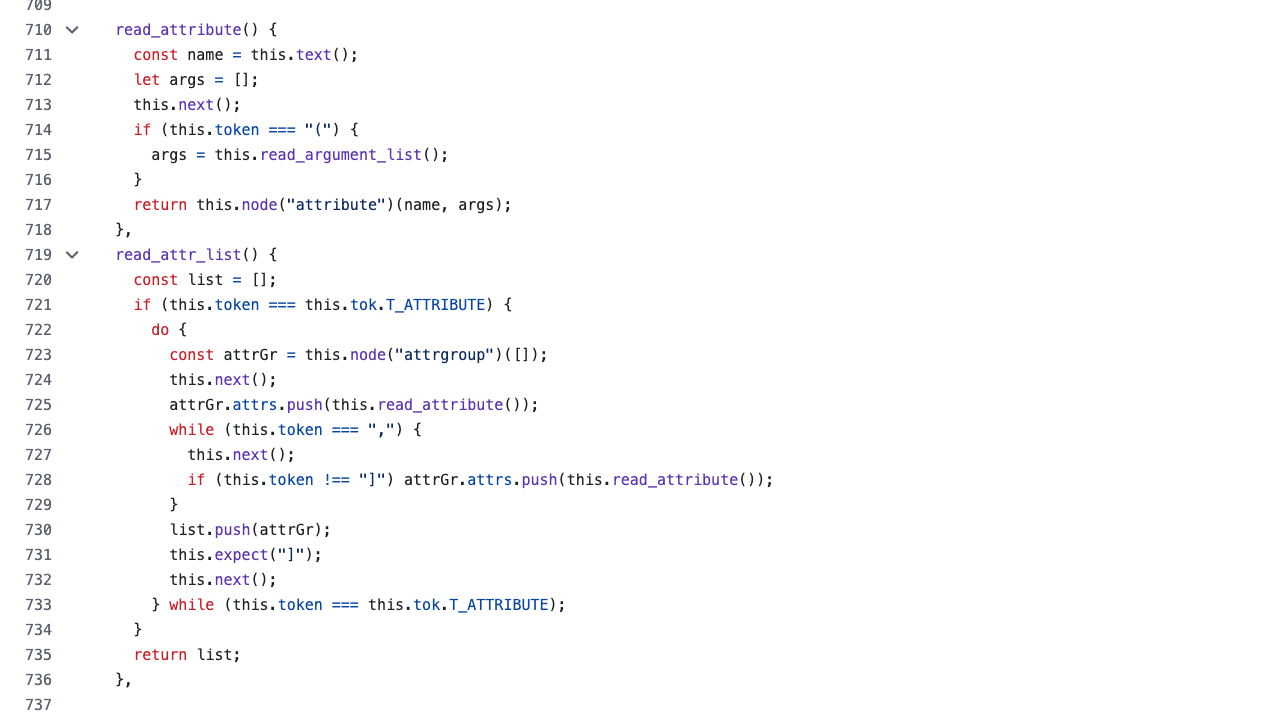 709
710 read_attribute() {
711 const name = this.text();
712 let args = [];
713 this.next();
714 if (this.token === "(") {
715 args = this.read_argument_list();
716 }
717 return this.node("attribute")(name, args);
718 },
719 read_attr_list() {
720 const list = [];
721 if (this.token === this.tok.T_ATTRIBUTE) {
722 do {
723 const attrGr = this.node("attrgroup")([]);
724 this.next();
725 attrGr.attrs.push(this.read_attribute());
726 while (this.token === ",") {
727 this.next();
728 if (this.token !== "]") attrGr.attrs.push(this.read_attribute());
729 }
730 list.push(attrGr);
731 this.expect("]");
732 this.next();
733 } while (this.token === this.tok.T_ATTRIBUTE);
734 }
735 return list;
736 },
737